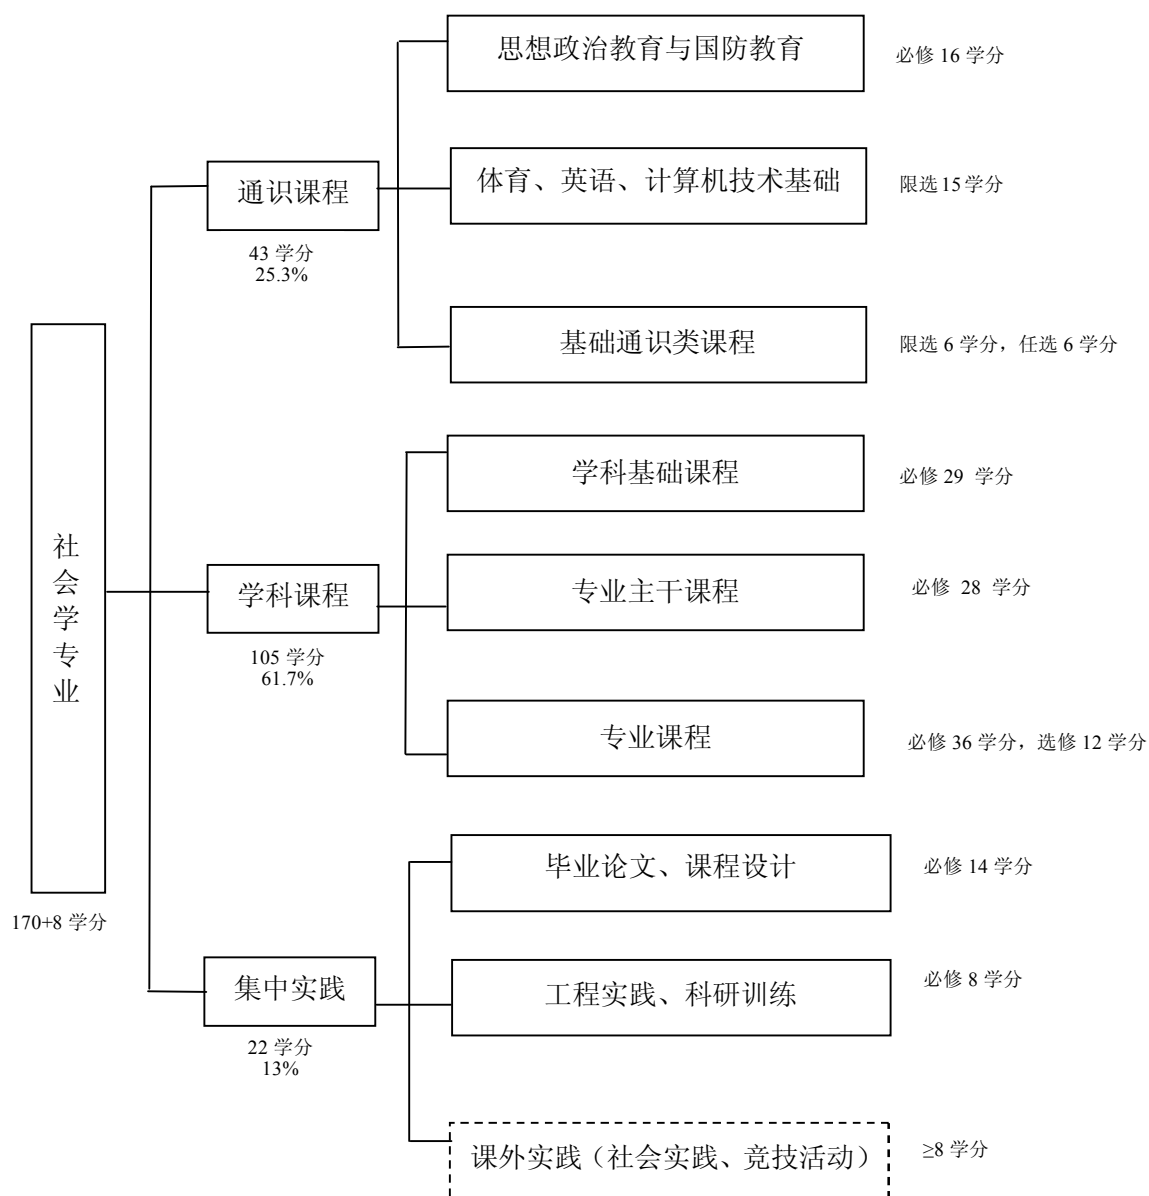 社会学专业
170+8 学分
通识课程
43 学分
25.3%
思想政治教育与国防教育
必修 16 学分
体育、英语、计算机技术基础
限选 15 学分
基础通识类课程
限选 6 学分，任选 6 学分
学科课程
105 学分
61.7%
学科基础课程
必修 29 学分
专业主干课程
必修 28 学分
专业课程
必修 36 学分，选修 12 学分
集中实践
22 学分
13%
毕业论文、课程设计
必修 14 学分
工程实践、科研训练
必修 8 学分
课外实践（社会实践、竞技活动）
≥8 学分